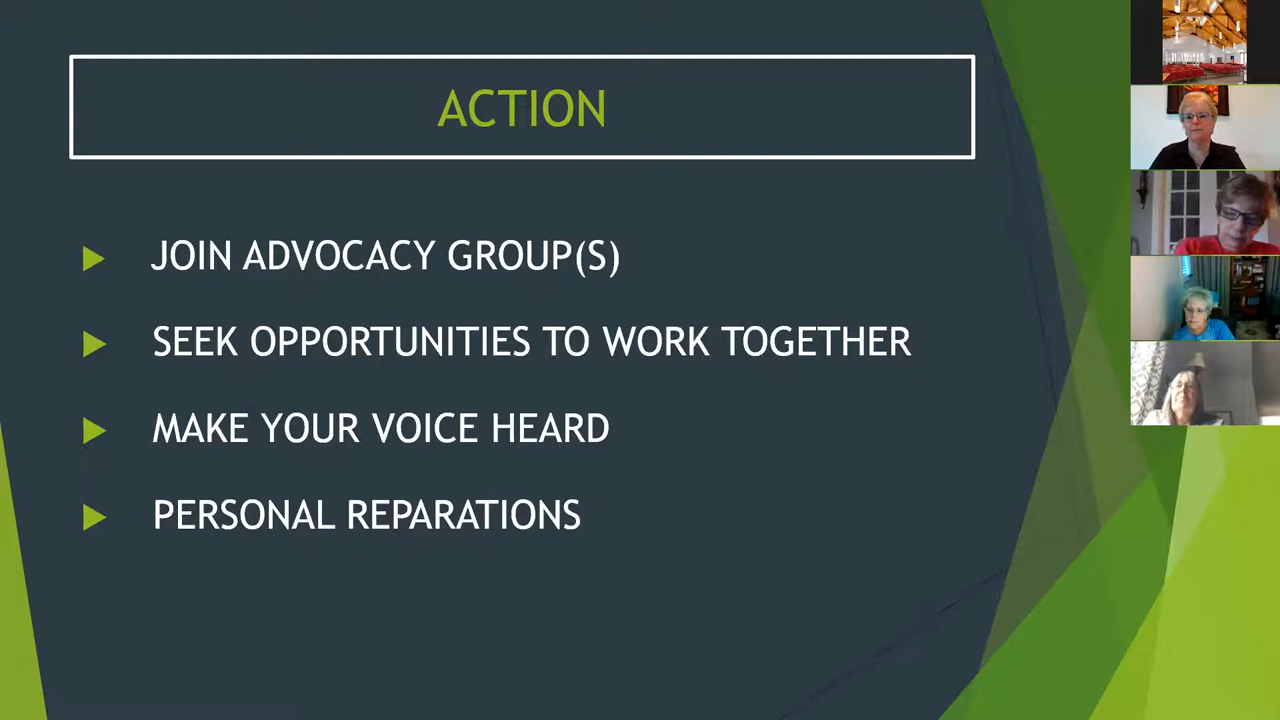 ACTION
JOIN ADVOCACY GROUP(S)
SEEK OPPORTUNITIES TO WORK TOGETHER
MAKE YOUR VOICE HEARD
PERSONAL REPARATIONS